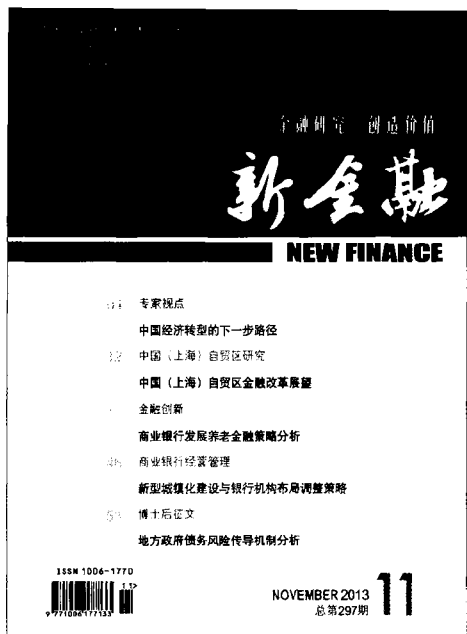 金融研究 创造价值
新金融
NEW FINANCE
专家视点
中国经济转型的下一步路径
中国(上海)自贸区研究
中国(上海)自贸区金融改革展望
金融创新
商业银行发展养老金融策略分析
商业银行经营管理
新型城镇化建设与银行机构布局调整策略
博士后征文
地方政府债务风险传导机制分析
ISSN 1006-1770
11>
9 771006 177133
NOVEMBER 2013
总第297期
11